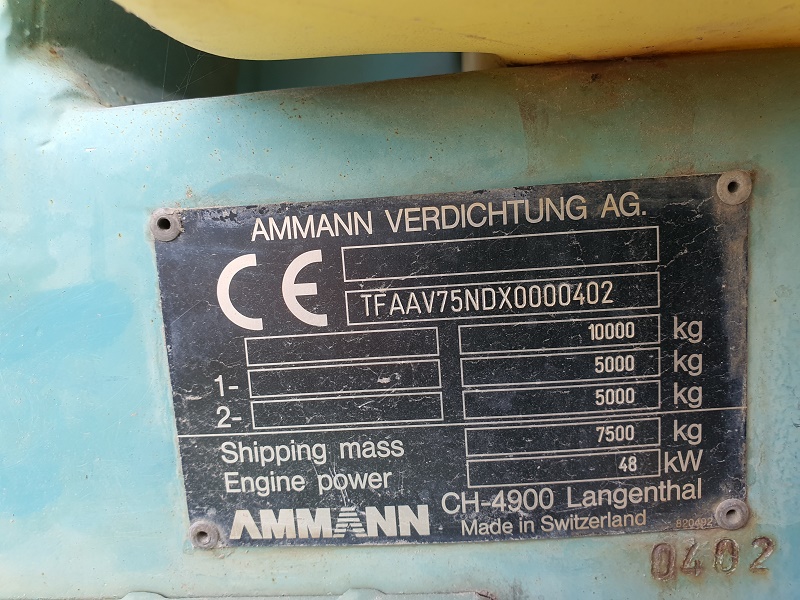 AMMANN VERDICHTUNG AG.
CE
TFAAV75NDX0000402
10000 kg
1- - 5000 kg
2- 5000 kg
Shipping mass 7500 kg
Engine power 48 kW
AMMANN CH-4900 Langenthal
Made in Switzerland
820492
0402